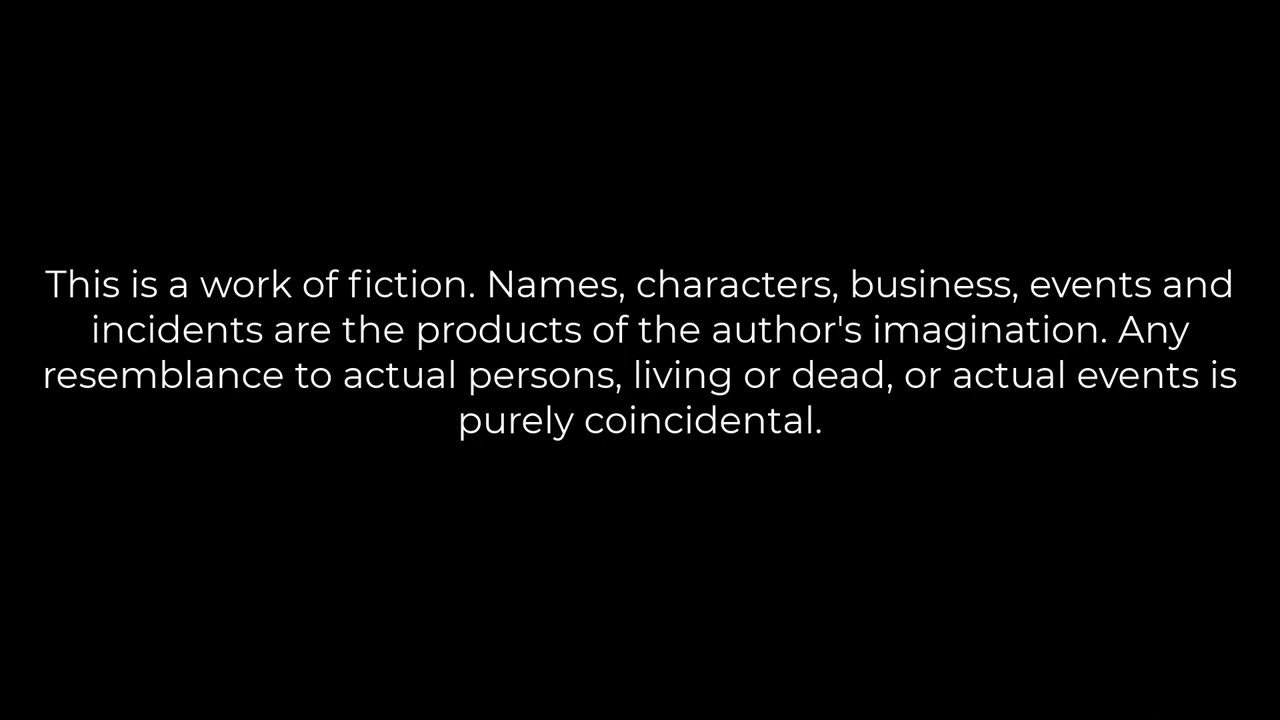 This is a work of fiction. Names, characters, business, events and
incidents are the products of the author's imagination. Any
resemblance to actual persons, living or dead, or actual events is
purely coincidental.